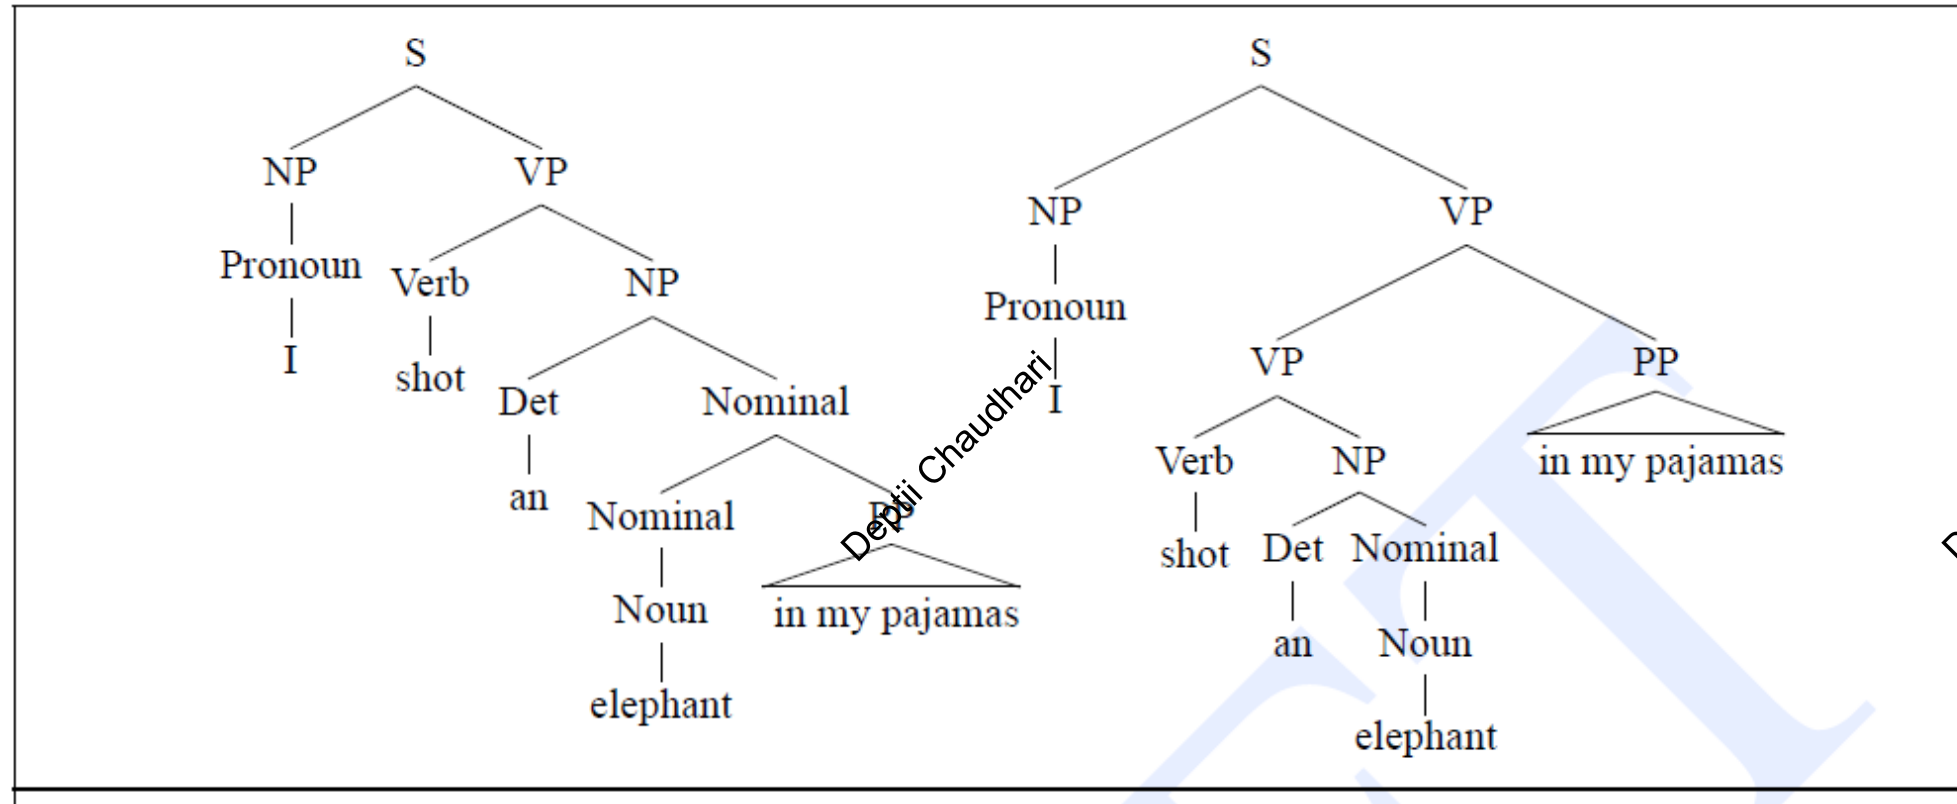 S
NP VP
Pronoun Verb NP
I shot Det Nominal
an Nominal PP
Noun in my pajamas
elephant
S
NP VP
Pronoun VP PP
I Verb NP in my pajamas
shot Det Nominal
an Noun
elephant
Deptii Chaudhari